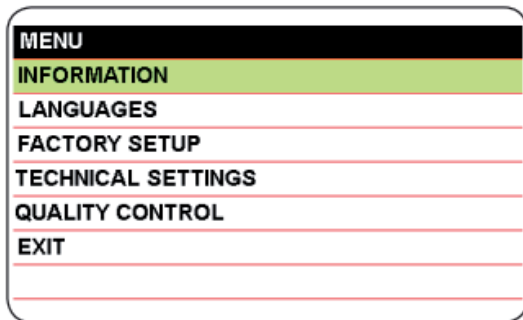 MENU
INFORMATION
LANGUAGES
FACTORY SETUP
TECHNICAL SETTINGS
QUALITY CONTROL
EXIT